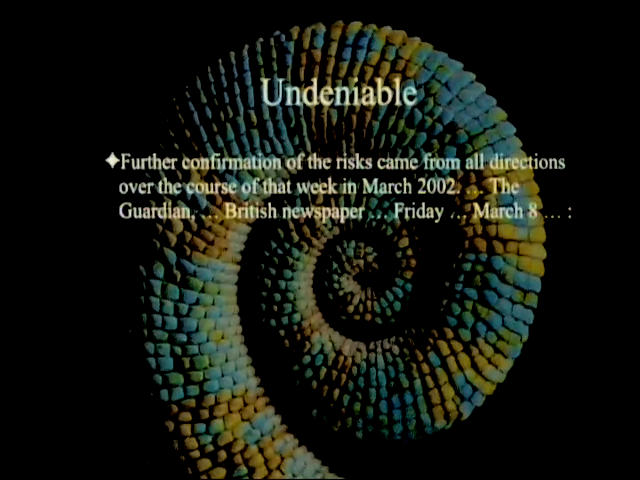 Undeniable
✦Further confirmation of the risks came from all directions
over the course of that week in March 2002. … The
Guardian, … British newspaper … Friday … March 8 … :